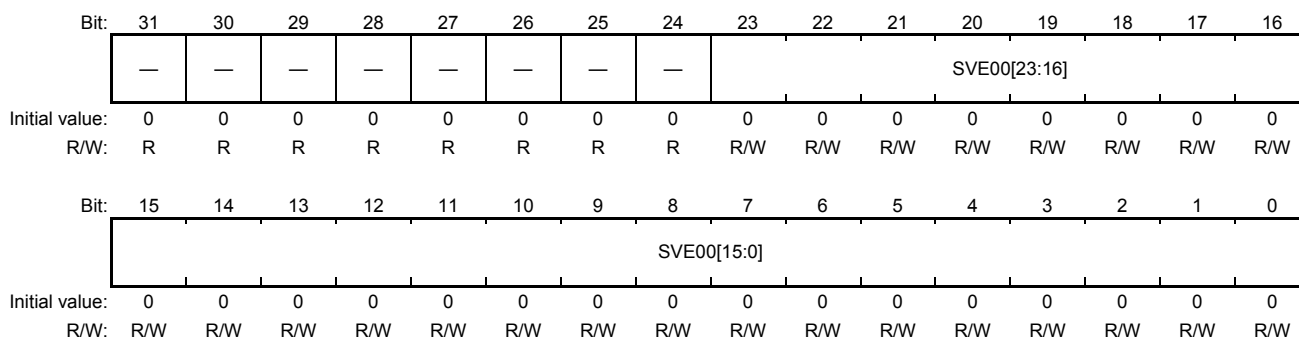 Bit: 31 30 29 28 27 26 25 24 23 22 21 20 19 18 17 16
— — — — — — — — SVE00[23:16]
Initial value: 0 0 0 0 0 0 0 0 0 0 0 0 0 0 0 0
R/W: R R R R R R R R R/W R/W R/W R/W R/W R/W R/W R/W
Bit: 15 14 13 12 11 10 9 8 7 6 5 4 3 2 1 0
SVE00[15:0]
Initial value: 0 0 0 0 0 0 0 0 0 0 0 0 0 0 0 0
R/W: R/W R/W R/W R/W R/W R/W R/W R/W R/W R/W R/W R/W R/W R/W R/W R/W